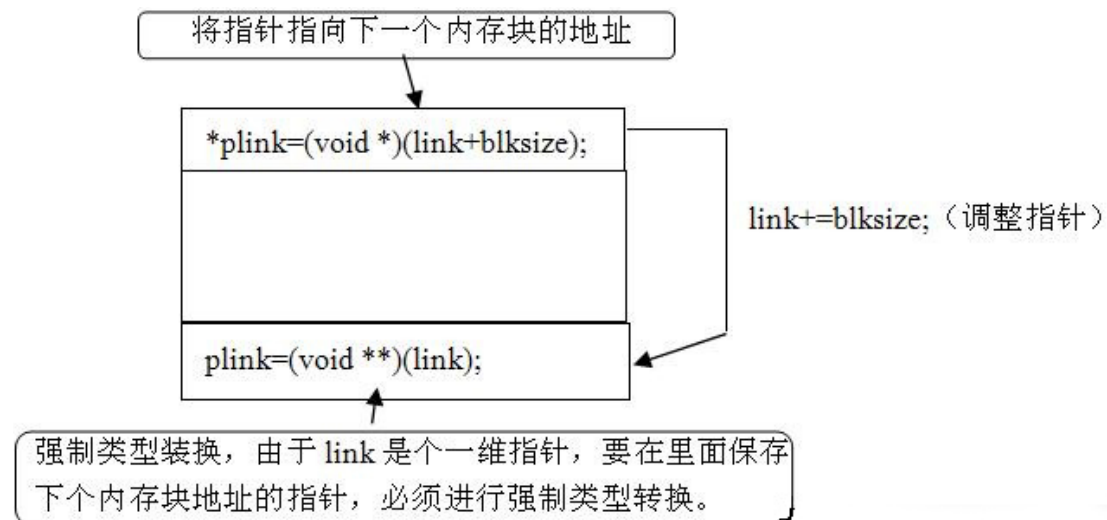 将指针指向下一个内存块的地址
*plink=(void *)(link+blksize);
link+=blksize;（调整指针）
plink=(void **)(link);
强制类型装换，由于 link 是个一维指针，要在里面保存
下个内存块地址的指针，必须进行强制类型转换。